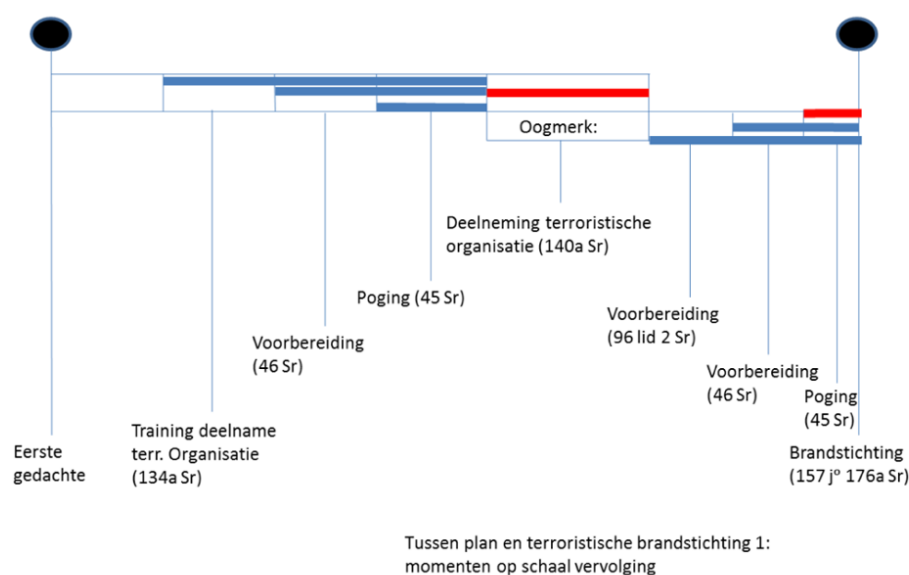 Oogmerk:
Deelneming terroristische
organisatie (140a Sr)
Poging (45 Sr)
Voorbereiding
(96 lid 2 Sr)
Voorbereiding
(46 Sr)
Voorbereiding
(46 Sr)
Poging
(45 Sr)
Training deelname
terr. Organisatie
(134a Sr)
Eerste
gedachte
Brandstichting
(157 j° 176a Sr)
Tussen plan en terroristische brandstichting 1:
momenten op schaal vervolging